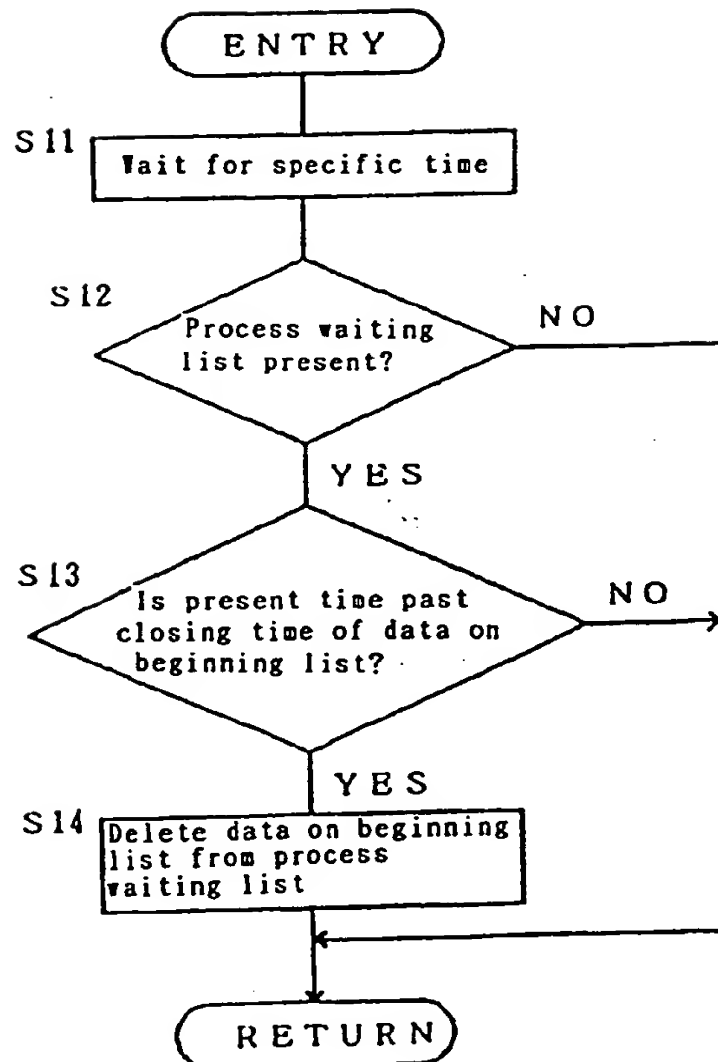 ENTRY
S11
Wait for specific time
S12
Process waiting
list present?
NO
YES
S13
Is present time past
closing time of data on
beginning list?
NO
YES
S14
Delete data on beginning
list from process
waiting list
RETURN